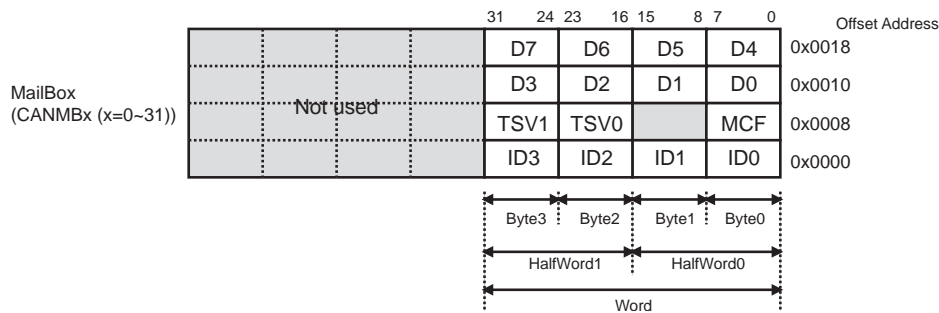 31 24 23 16 15 8 7 0
Offset Address
D7 D6 D5 D4 0x0018
D3 D2 D1 D0 0x0010
MailBox
(CANMBx (x=0~31))
Not used
TSV1 TSV0 MCF 0x0008
ID3 ID2 ID1 ID0 0x0000
Byte3 Byte2 Byte1 Byte0
HalfWord1 HalfWord0
Word